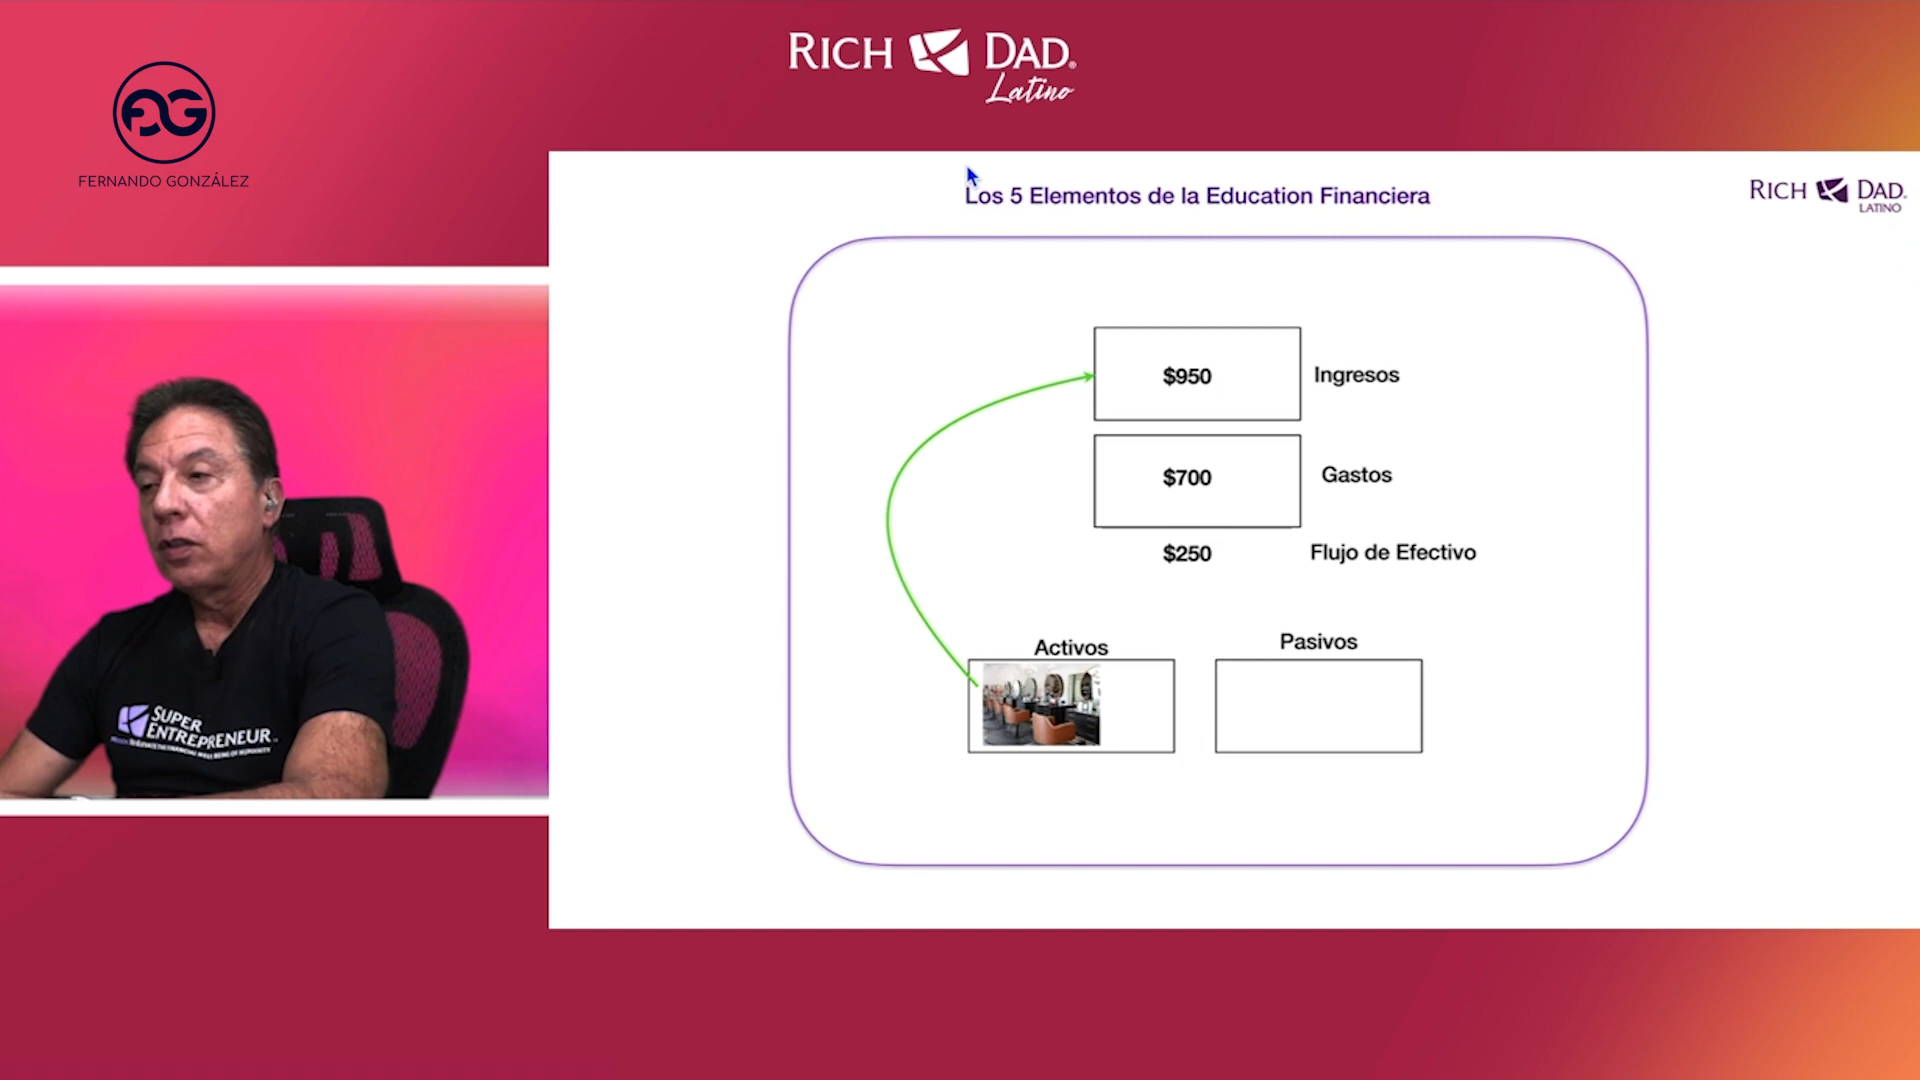 RICH DAD.
Latino
FG
FERNANDO GONZÁLEZ
Los 5 Elementos de la Education Financiera
RICH DAD.
LATINO
$950 Ingresos
$700 Gastos
$250 Flujo de Efectivo
Activos Pasivos
SUPER
ENTREPRENEUR